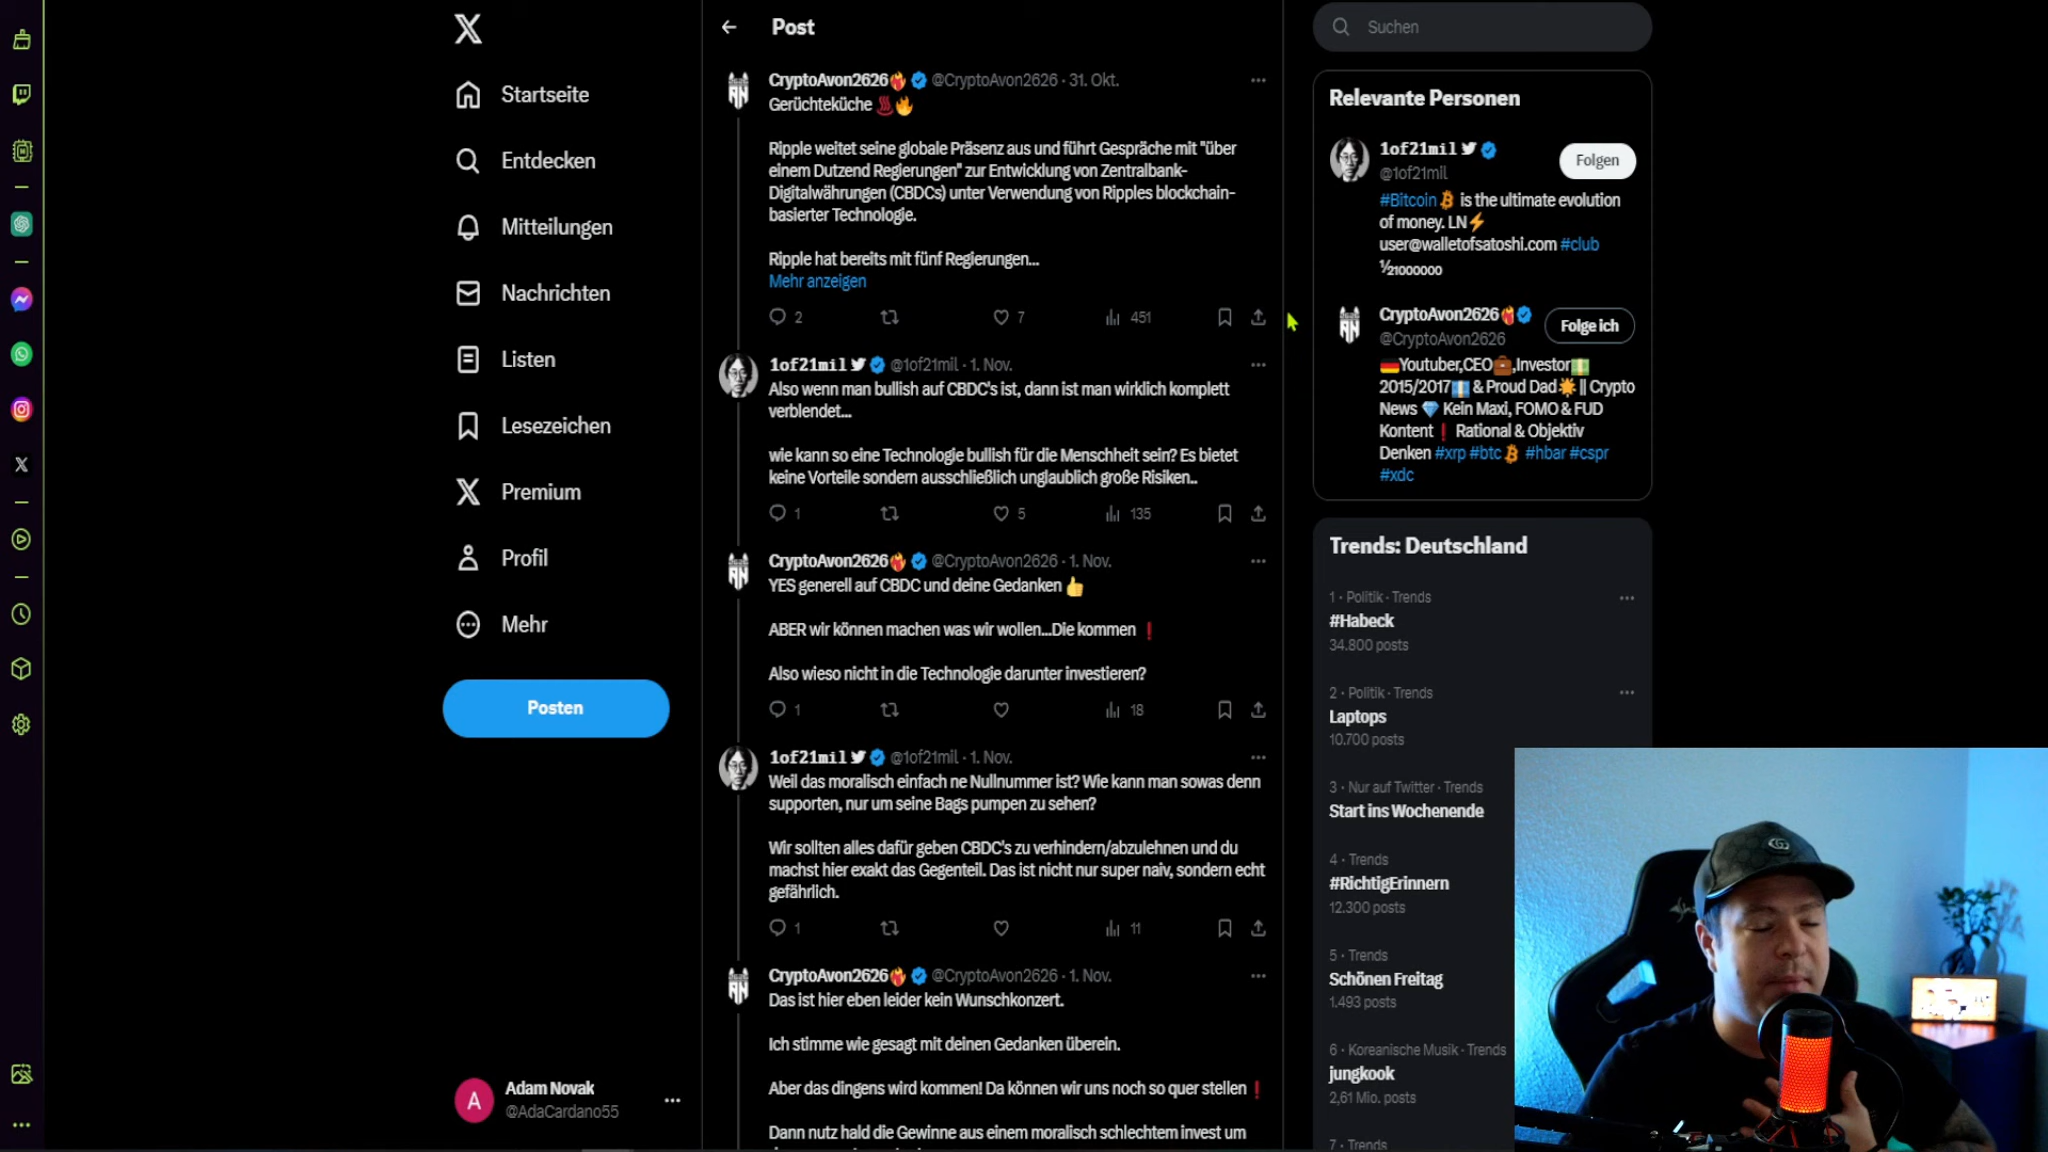 Startseite
Entdecken
Mitteilungen
Nachrichten
Listen
Lesezeichen
Premium
Profil
Mehr
Posten
Adam Novak
@AdaCardano55
Post
CryptoAvon2626 @CryptoAvon2626 · 31. Okt.
Gerüchteküche
Ripple weitet seine globale Präsenz aus und führt Gespräche mit "über
einem Dutzend Regierungen" zur Entwicklung von Zentralbank-
Digitalwährungen (CBDCs) unter Verwendung von Ripples blockchain-
basierter Technologie.
Ripple hat bereits mit fünf Regierungen...
Mehr anzeigen
2 7 451
1of21mil @1of21mil · 1. Nov.
Also wenn man bullish auf CBDC's ist, dann ist man wirklich komplett
verblendet...
wie kann so eine Technologie bullish für die Menschheit sein? Es bietet
keine Vorteile sondern ausschließlich unglaublich große Risiken..
1 5 135
CryptoAvon2626 @CryptoAvon2626 · 1. Nov.
YES generell auf CBDC und deine Gedanken 👍
ABER wir können machen was wir wollen...Die kommen ❗
Also wieso nicht in die Technologie darunter investieren?
1 18
1of21mil @1of21mil · 1. Nov.
Weil das moralisch einfach ne Nullnummer ist? Wie kann man sowas denn
supporten, nur um seine Bags pumpen zu sehen?
Wir sollten alles dafür geben CBDC's zu verhindern/abzulehnen und du
machst hier exakt das Gegenteil. Das ist nicht nur super naiv, sondern echt
gefährlich.
1 11
CryptoAvon2626 @CryptoAvon2626 · 1. Nov.
Das ist hier eben leider kein Wunschkonzert.
Ich stimme wie gesagt mit deinen Gedanken überein.
Aber das dingens wird kommen! Da können wir uns noch so quer stellen ❗
Dann nutz hald die Gewinne aus einem moralisch schlechtem invest um
Suchen
Relevante Personen
1of21mil
@1of21mil
Folgen
#Bitcoin is the ultimate evolution
of money. LN⚡
user@walletofsatoshi.com #club
½1000000
CryptoAvon2626
@CryptoAvon2626
Folge ich
Youtuber,CEO💼,Investor💵
2015/2017 & Proud Dad || Crypto
News 💎 Kein Maxi, FOMO & FUD
Kontent❗ Rational & Objektiv
Denken #xrp #btc #hbar #cspr
#xdc
Trends: Deutschland
1 · Politik · Trends
#Habeck
34.800 posts
2 · Politik · Trends
Laptops
10.700 posts
3 · Nur auf Twitter · Trends
Start ins Wochenende
4 · Trends
#RichtigErinnern
12.300 posts
5 · Trends
Schönen Freitag
1.493 posts
6 · Koreanische Musik · Trends
jungkook
2,61 Mio. posts
7 · Trends